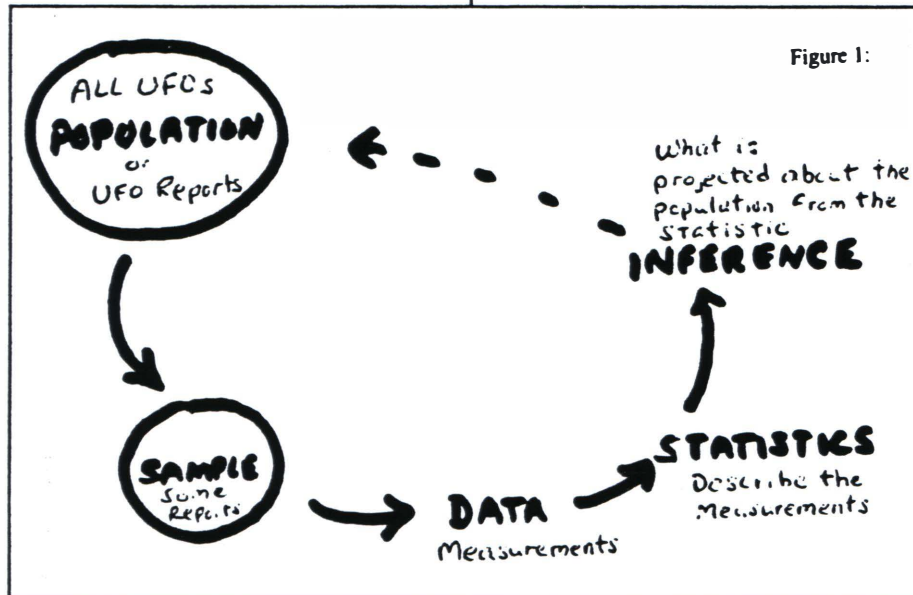 Figure 1:
ALL UFOs
POPULATION
or
UFO Reports
What is
projected about the
population from the
STATISTIC
INFERENCE
SAMPLE
Some
Reports
DATA
Measurements
STATISTICS
Describe the
Measurements